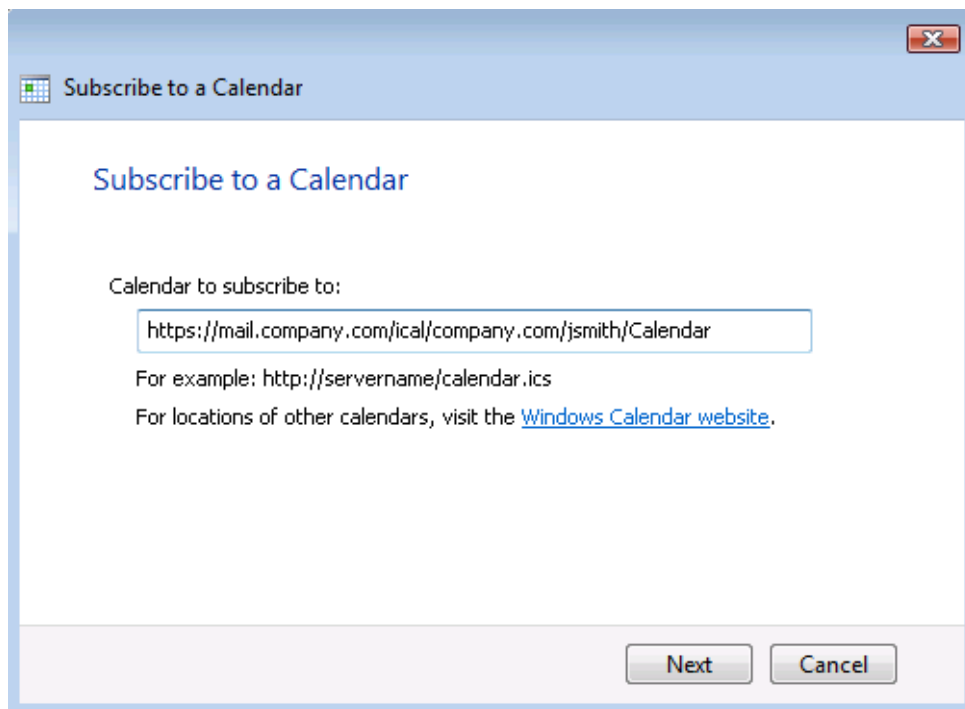 Subscribe to a Calendar
Subscribe to a Calendar
Calendar to subscribe to:
https://mail.company.com/ical/company.com/jsmith/Calendar
For example: http://servername/calendar.ics
For locations of other calendars, visit the Windows Calendar website.
Next Cancel